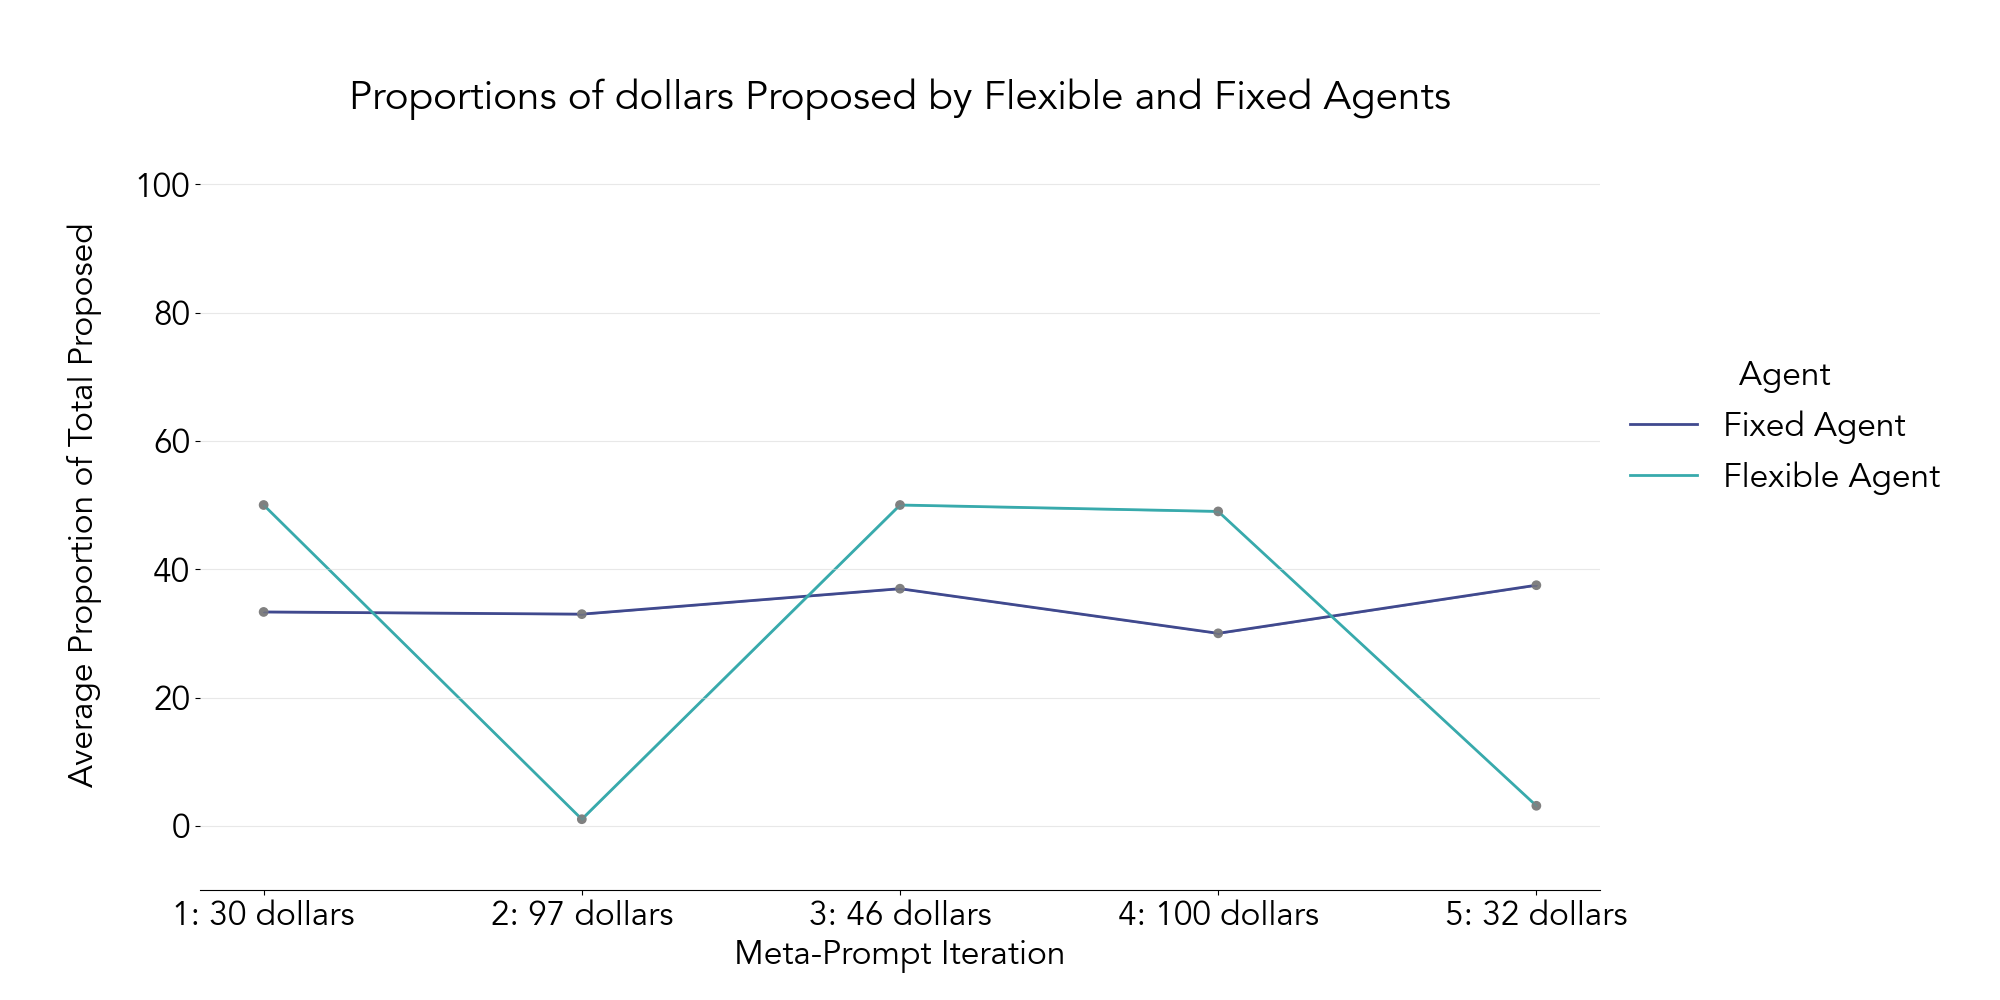 Proportions of dollars Proposed by Flexible and Fixed Agents
Average Proportion of Total Proposed
100
80
60
40
20
0
1: 30 dollars
2: 97 dollars
3: 46 dollars
4: 100 dollars
5: 32 dollars
Meta-Prompt Iteration
Agent
Fixed Agent
Flexible Agent